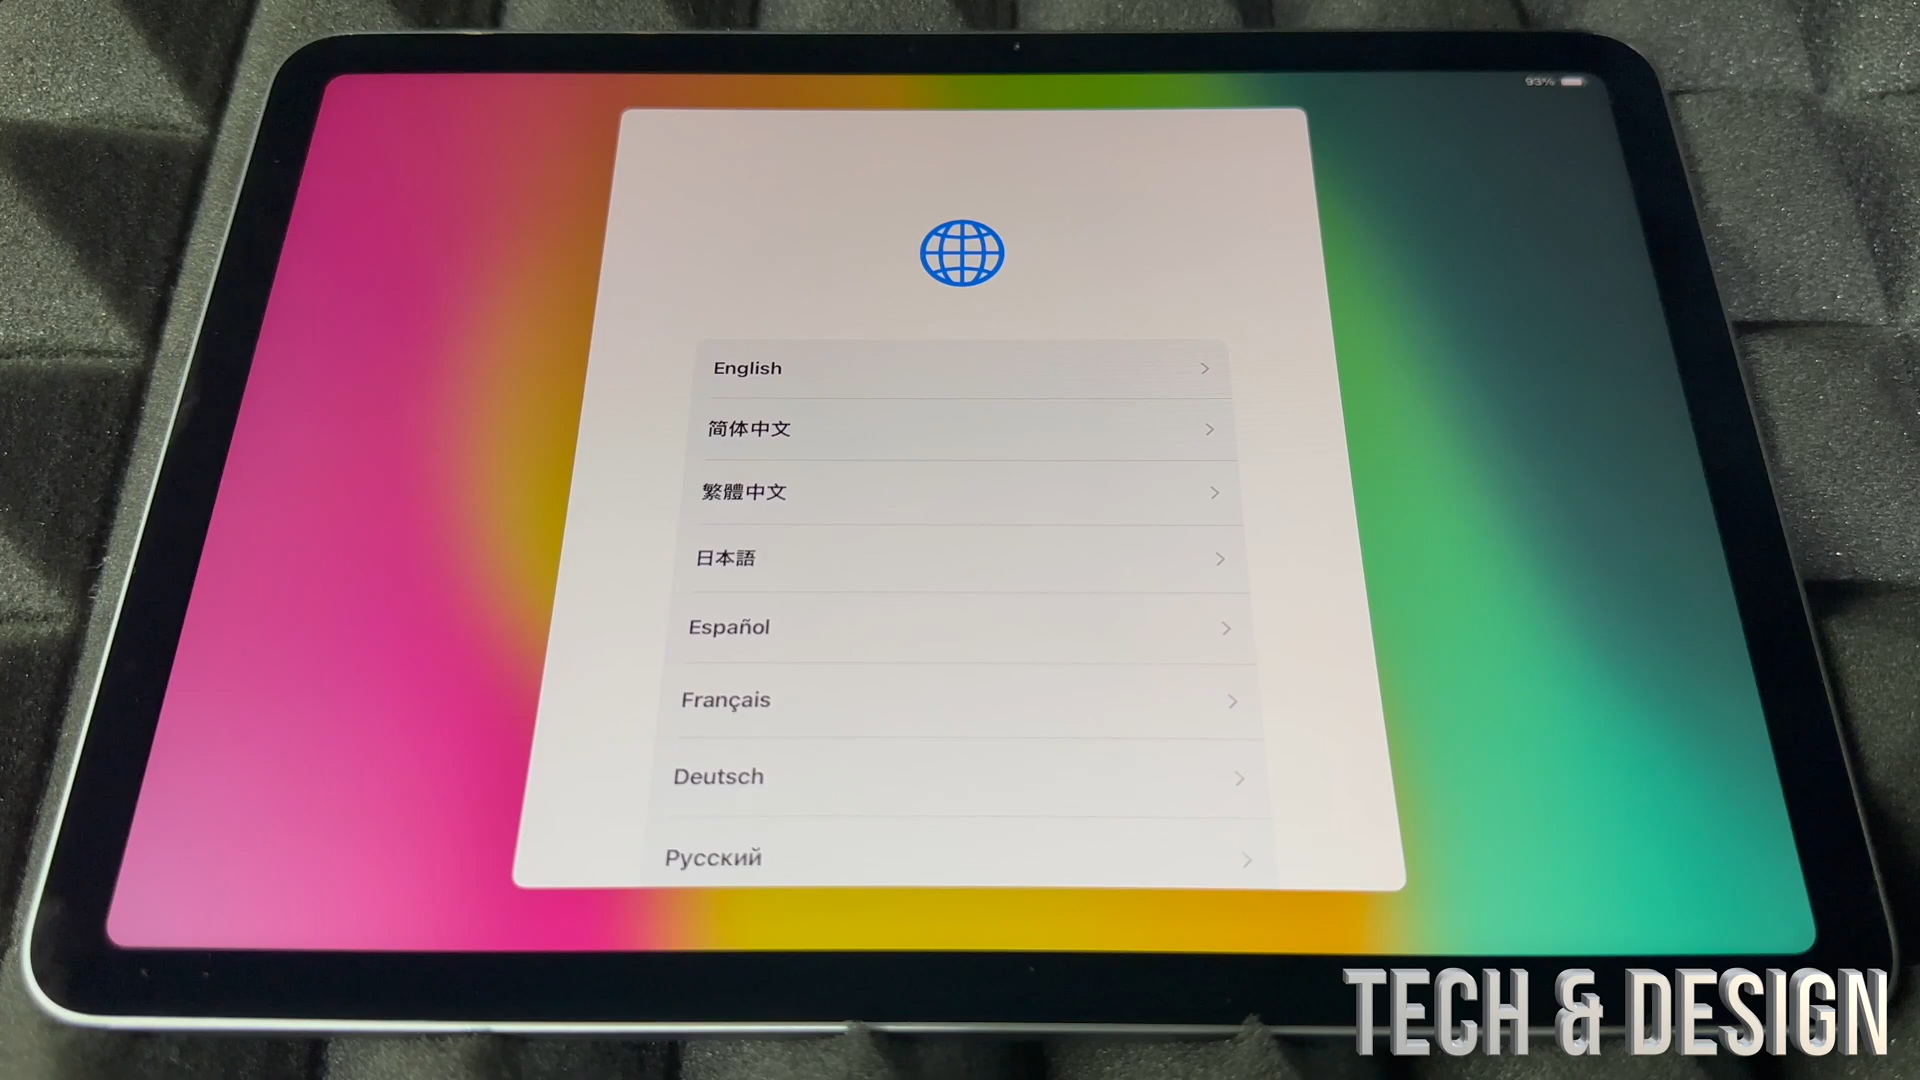 93%
English
简体中文
繁體中文
日本語
Español
Français
Deutsch
Русский
TECH & DESIGN